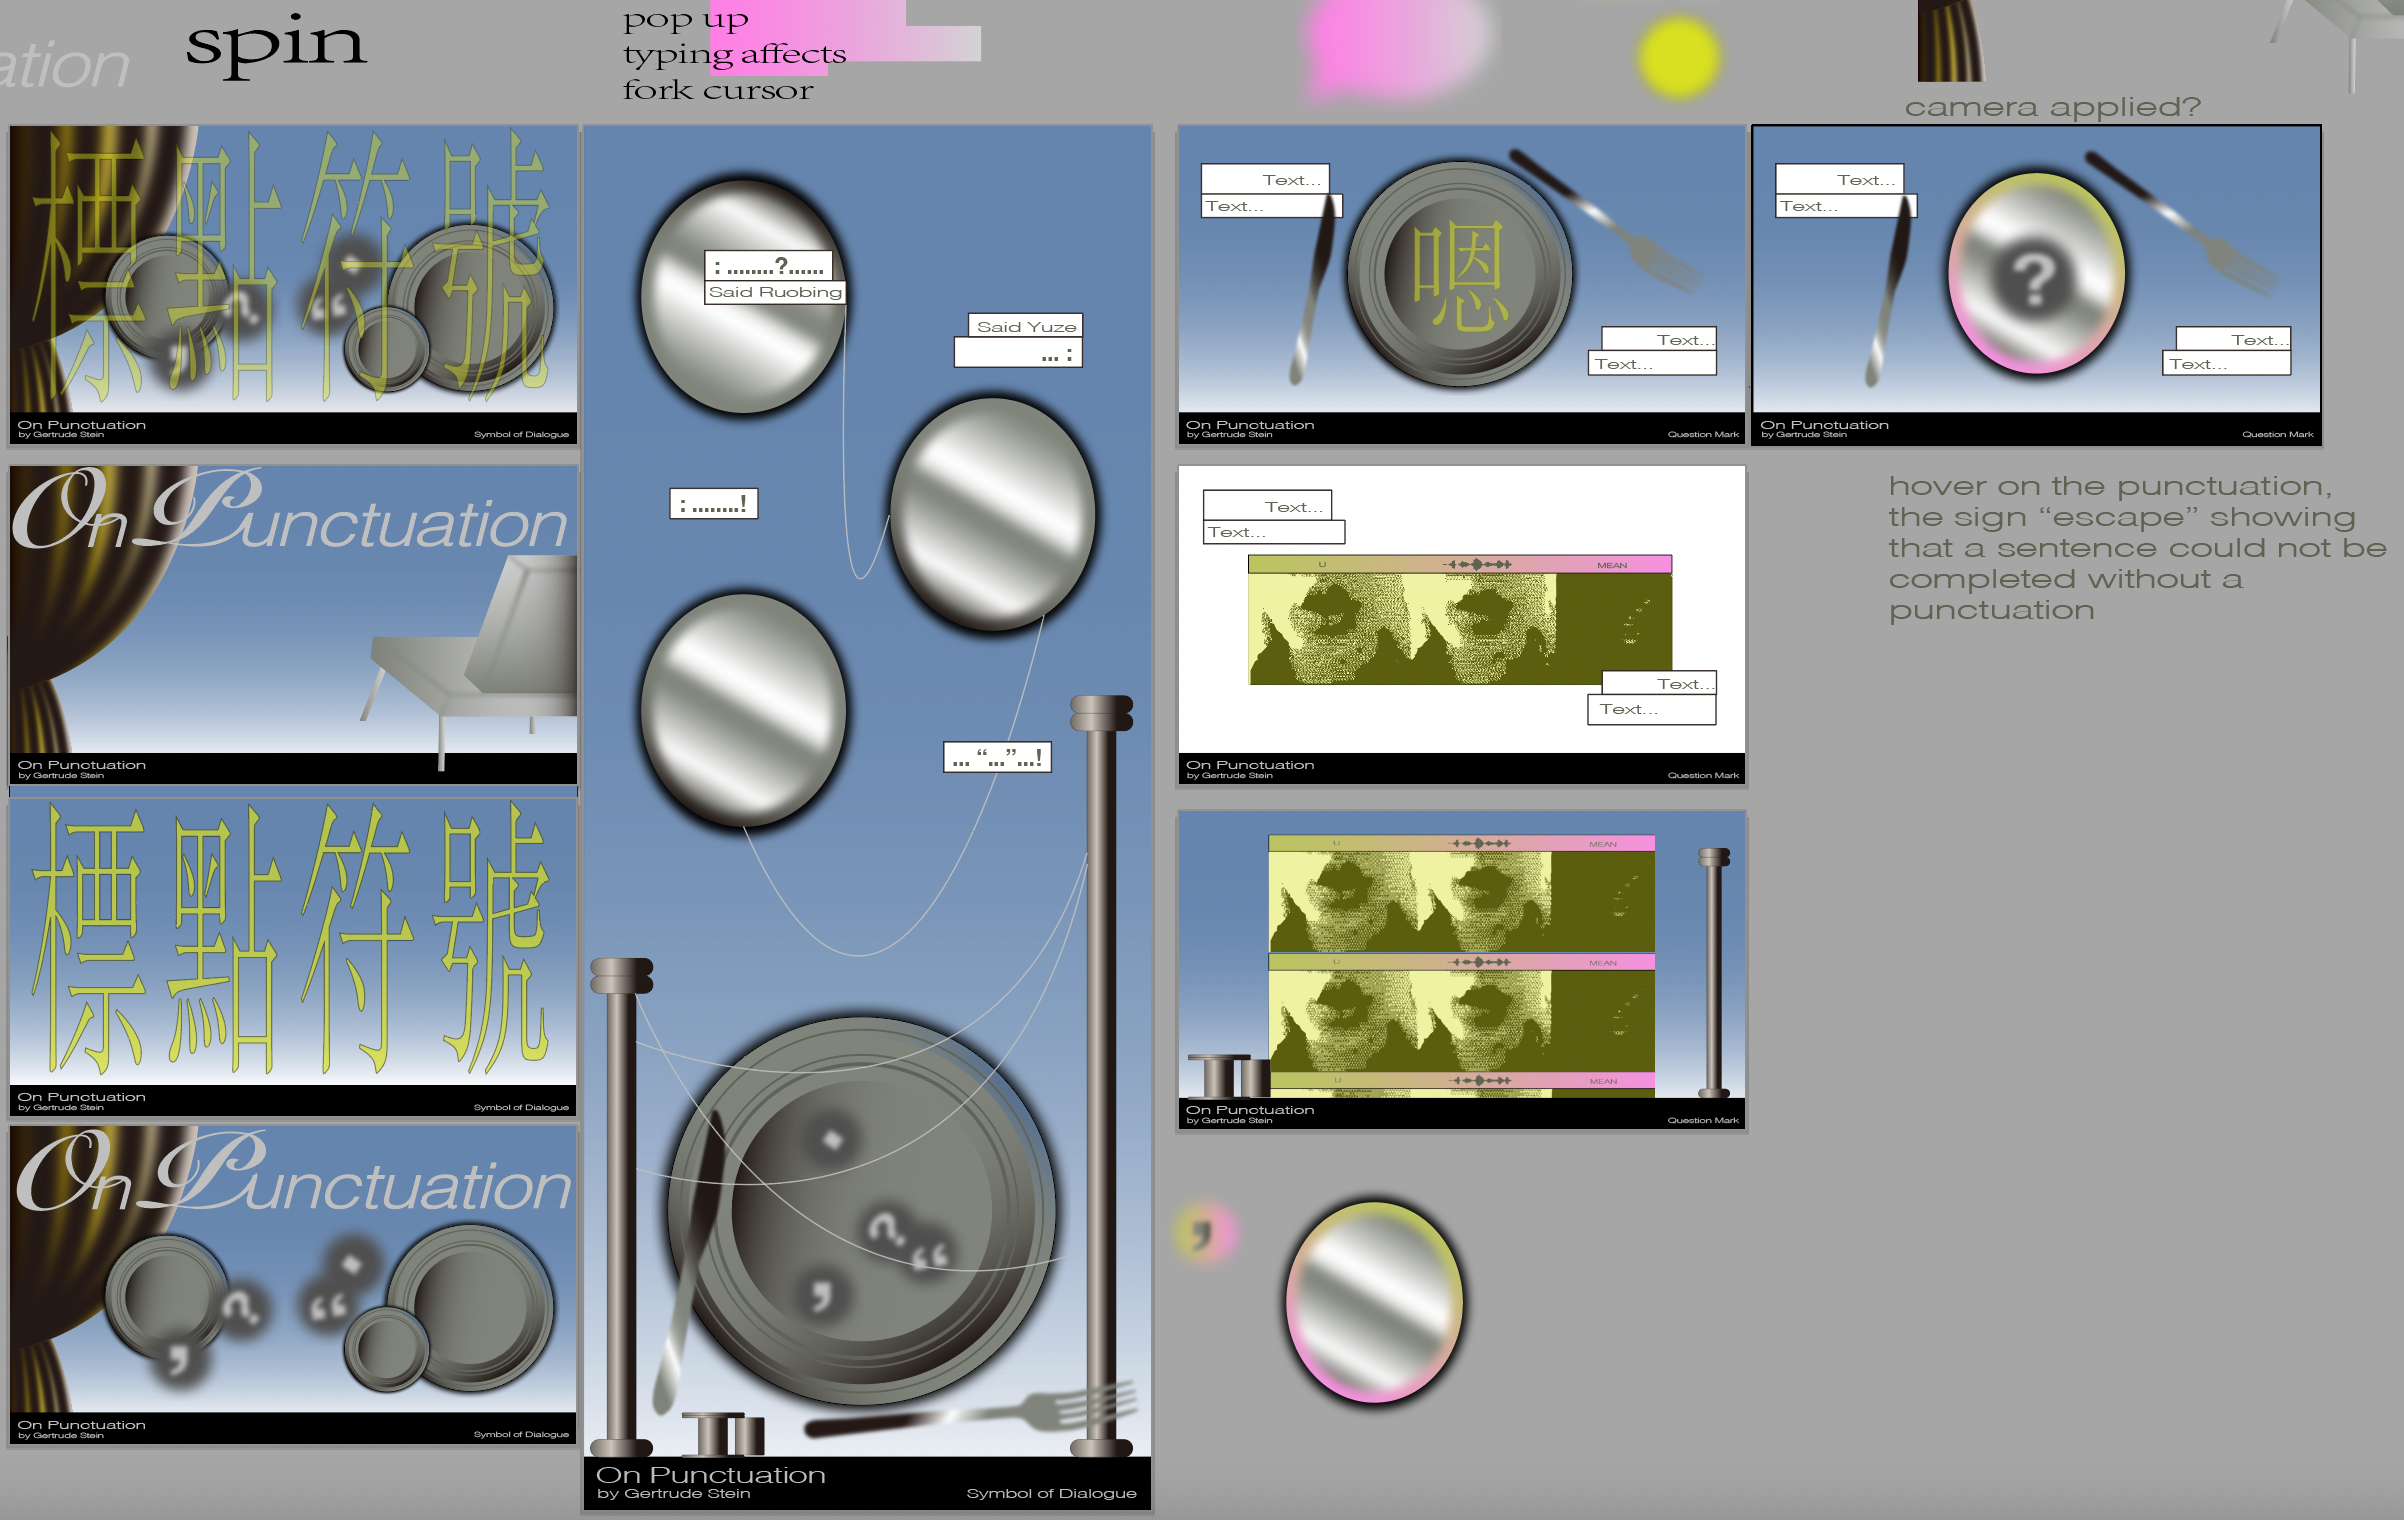 ation
spin
pop up
typing affects
fork cursor
camera applied?
標點符號
?
“
,
On Punctuation
by Gertrude Stein
Symbol of Dialogue
On Punctuation
On Punctuation
by Gertrude Stein
標點符號
On Punctuation
by Gertrude Stein
Symbol of Dialogue
On Punctuation
?
“
,
On Punctuation
by Gertrude Stein
Symbol of Dialogue
: ........?......
Said Ruobing
Said Yuze
... :
: ........!
... “...”...!
?
“
,
On Punctuation
by Gertrude Stein
Symbol of Dialogue
Text...
Text...
嗯
Text...
Text...
On Punctuation
by Gertrude Stein
Question Mark
Text...
Text...
?
Text...
Text...
On Punctuation
by Gertrude Stein
Question Mark
Text...
Text...
U
MEAN
Text...
Text...
On Punctuation
by Gertrude Stein
Question Mark
U
MEAN
U
MEAN
U
MEAN
On Punctuation
by Gertrude Stein
Question Mark
,
hover on the punctuation,
the sign “escape” showing
that a sentence could not be
completed without a
punctuation